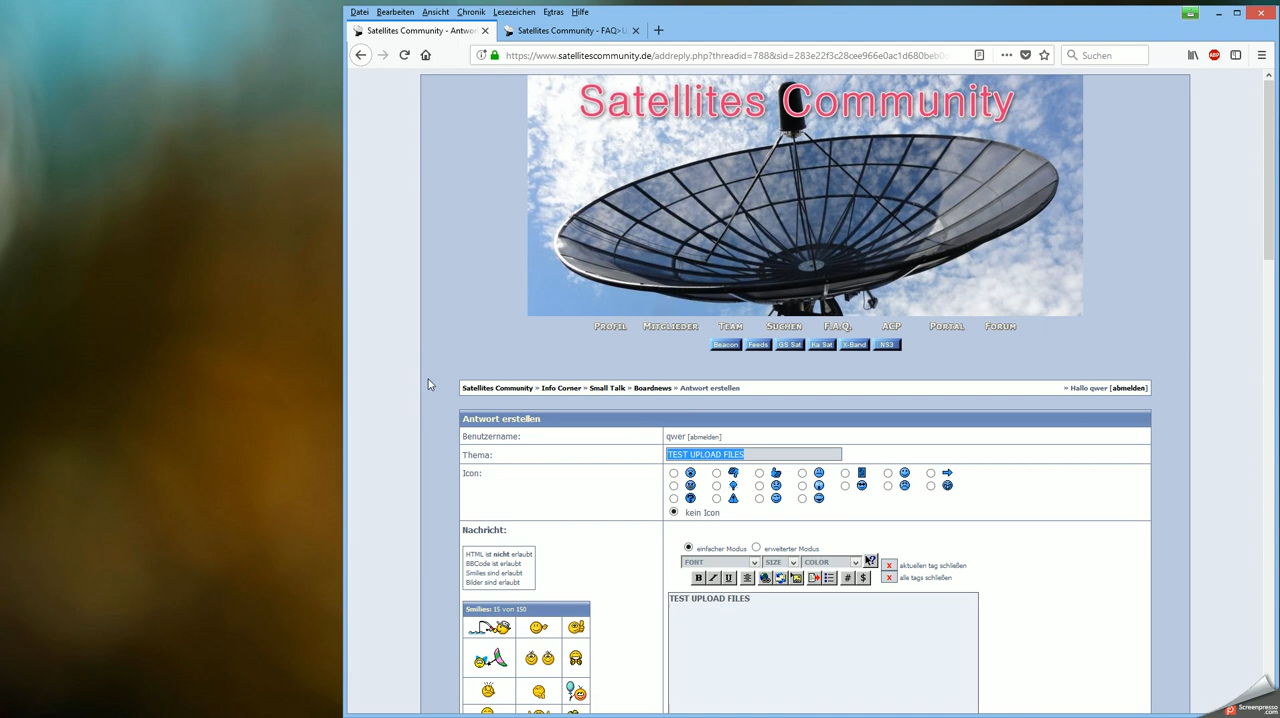 Datei Bearbeiten Ansicht Chronik Lesezeichen Extras Hilfe
Satellites Community - Antwor
Satellites Community - FAQ>
https://www.satellitescommunity.de/addreply.php?threadid=788&sid=283e22f3c28cee966e0ac1d680beb0
Suchen
ABP
Satellites Community
PROFIL MITGLIEDER TEAM SUCHEN F.A.Q. ACP PORTAL FORUM
Beacon Feeds GS Sat Ka Sat X-Band NS3
Satellites Community » Info Corner » Small Talk » Boardnews » Antwort erstellen
» Hallo qwer [abmelden]
Antwort erstellen
Benutzername: qwer [abmelden]
Thema: TEST UPLOAD FILES
Icon:
kein Icon
Nachricht:
HTML ist nicht erlaubt
BBCode ist erlaubt
Smilies sind erlaubt
Bilder sind erlaubt
einfacher Modus erweiterter Modus
FONT SIZE COLOR
x aktuellen tag schließen
B I U # $ x alle tags schließen
TEST UPLOAD FILES
Smilies: 15 von 150
Screenpresso
.com